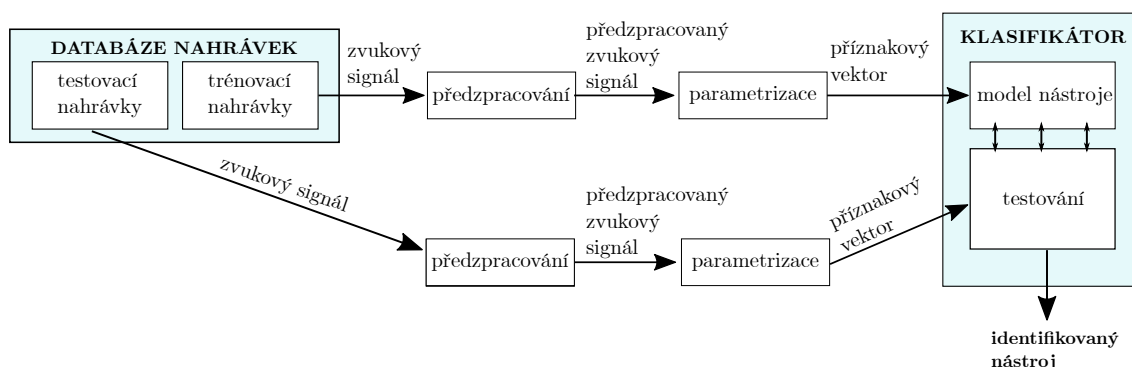 DATABÁZE NAHRÁVEK
testovací
nahrávky
trénovací
nahrávky
zvukový
signál
předzpracování
předzpracovaný
zvukový
signál
parametrizace
příznakový
vektor
KLASIFIKÁTOR
model nástroje
zvukový signál
předzpracování
předzpracovaný
zvukový
signál
parametrizace
příznakový
vektor
testování
identifikovaný
nástroj